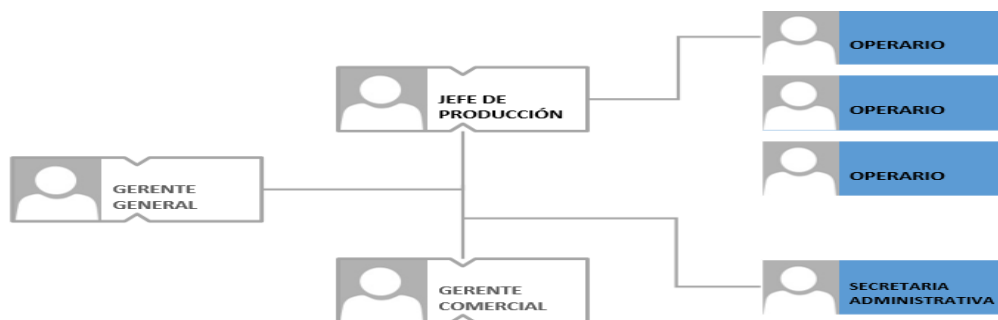 OPERARIO
JEFE DE
PRODUCCIÓN
OPERARIO
OPERARIO
GERENTE
GENERAL
GERENTE
COMERCIAL
SECRETARIA
ADMINISTRATIVA